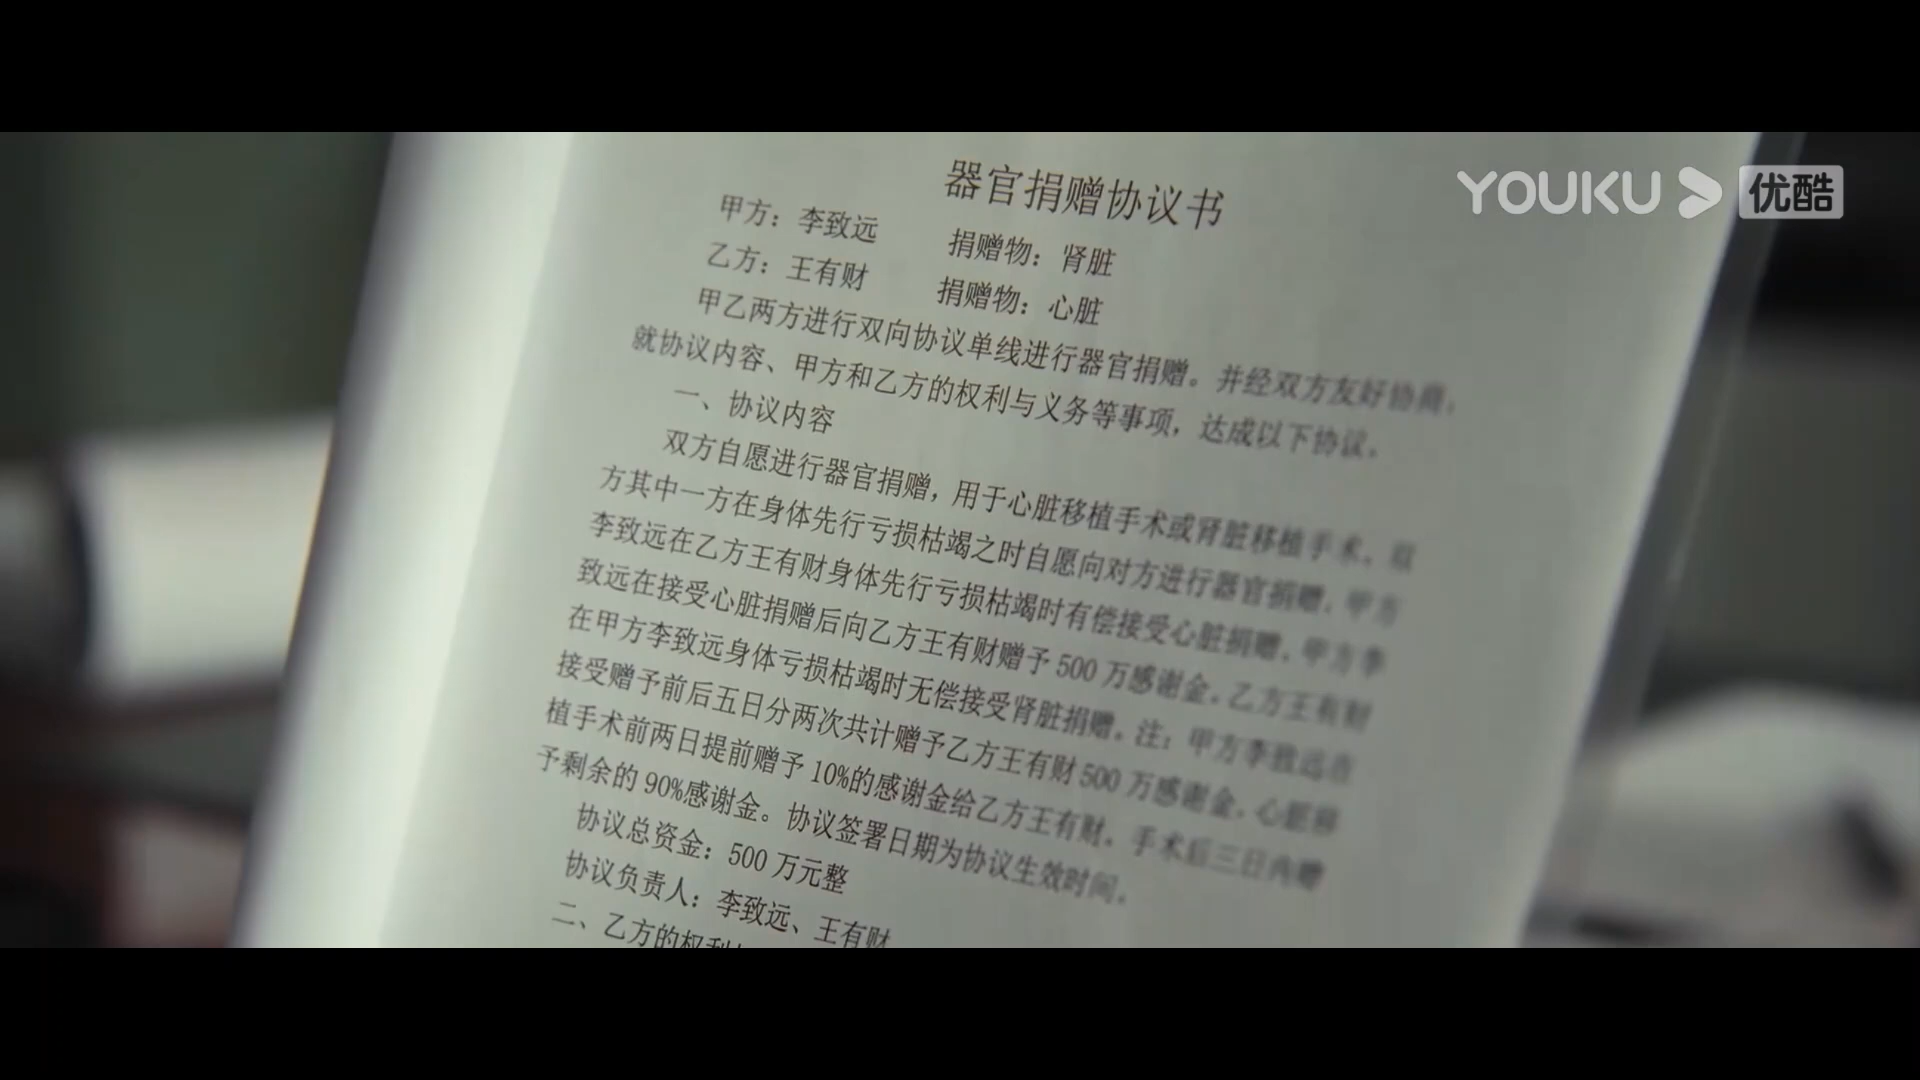 YOUKU 优酷
器官捐赠协议书
甲方：李致远 捐赠物：肾脏
乙方：王有财 捐赠物：心脏
甲乙两方进行双向协议单线进行器官捐赠。并经双方友好协商，
就协议内容、甲方和乙方的权利与义务等事项，达成以下协议。
一、协议内容
双方自愿进行器官捐赠，用于心脏移植手术或肾脏移植手术。双
方其中一方在身体先行亏损枯竭之时自愿向对方进行器官捐赠。甲方
李致远在乙方王有财身体先行亏损枯竭时有偿接受心脏捐赠。甲方李
致远在接受心脏捐赠后向乙方王有财赠予500万感谢金。乙方王有财
在甲方李致远身体亏损枯竭时无偿接受肾脏捐赠。注：甲方李致远在
接受赠予前后五日分两次共计赠予乙方王有财500万感谢金。心脏移
植手术前两日提前赠予10%的感谢金给乙方王有财。手术后三日内赠
予剩余的90%感谢金。协议签署日期为协议生效时间。
协议总资金：500万元整
协议负责人：李致远、王有财
二、乙方的权利